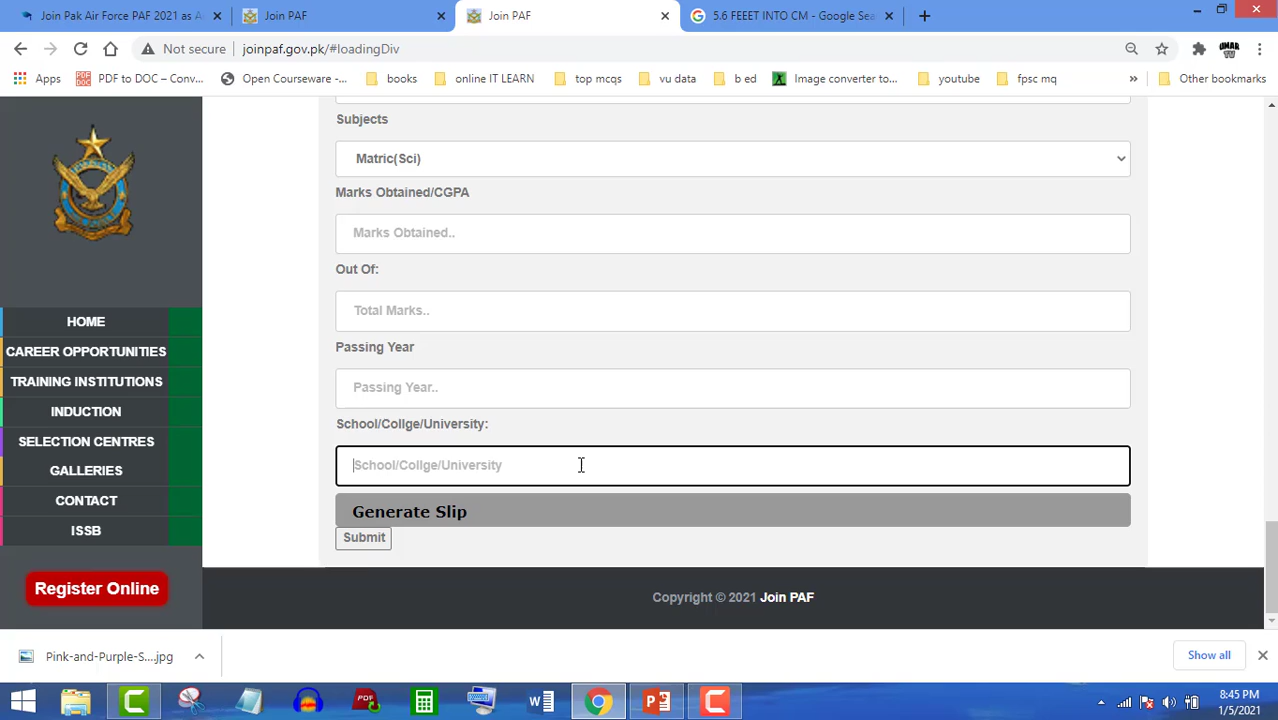 Join Pak Air Force PAF 2021 as A
Join PAF
Join PAF
5.6 FEEET INTO CM - Google Sea
Not secure
joinpaf.gov.pk/#loadingDiv
Apps
PDF to DOC – Conv...
Open Courseware -...
books
online IT LEARN
top mcqs
vu data
b ed
Image converter to...
youtube
fpsc mq
»
Other bookmarks
Subjects
Matric(Sci)
Marks Obtained/CGPA
Marks Obtained..
Out Of:
Total Marks..
Passing Year
Passing Year..
School/Collge/University:
School/Collge/University
Generate Slip
Submit
HOME
CAREER OPPORTUNITIES
TRAINING INSTITUTIONS
INDUCTION
SELECTION CENTRES
GALLERIES
CONTACT
ISSB
Register Online
Copyright © 2021 Join PAF
Pink-and-Purple-S....jpg
Show all
8:45 PM
1/5/2021